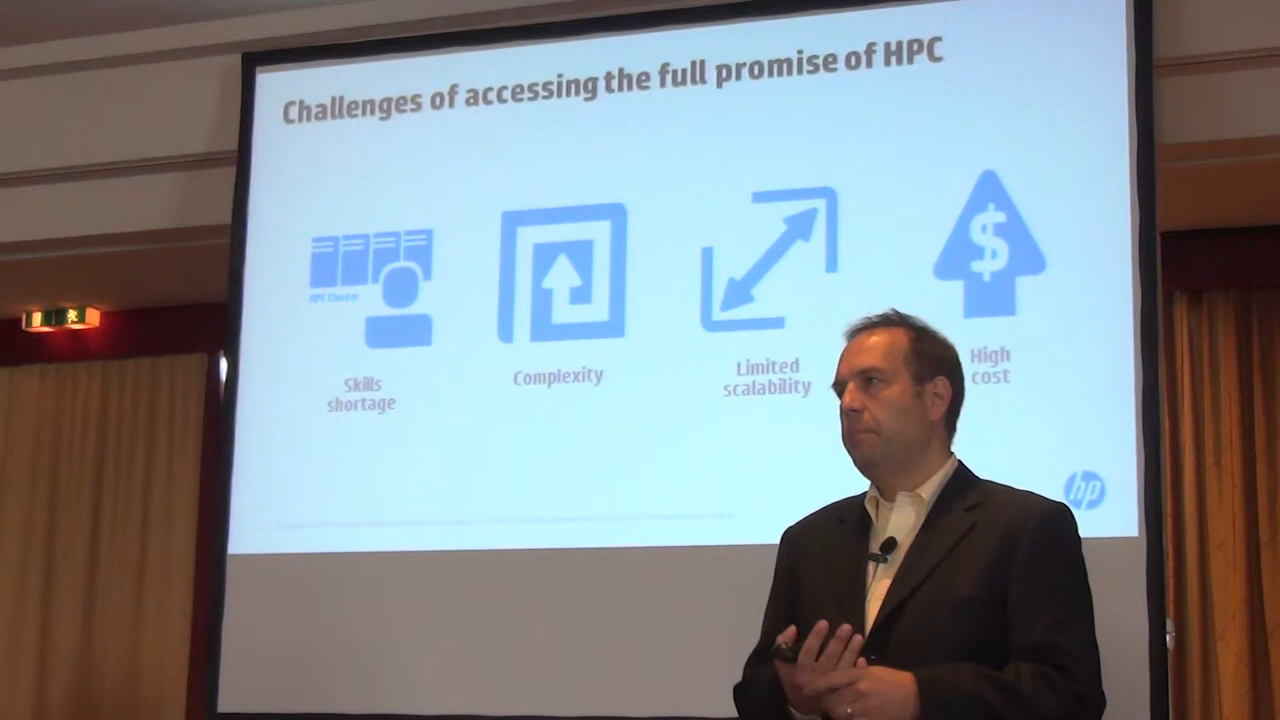 Challenges of accessing the full promise of HPC
HPC Cluster
$
Skills
shortage
Complexity
Limited
scalability
High
cost
hp